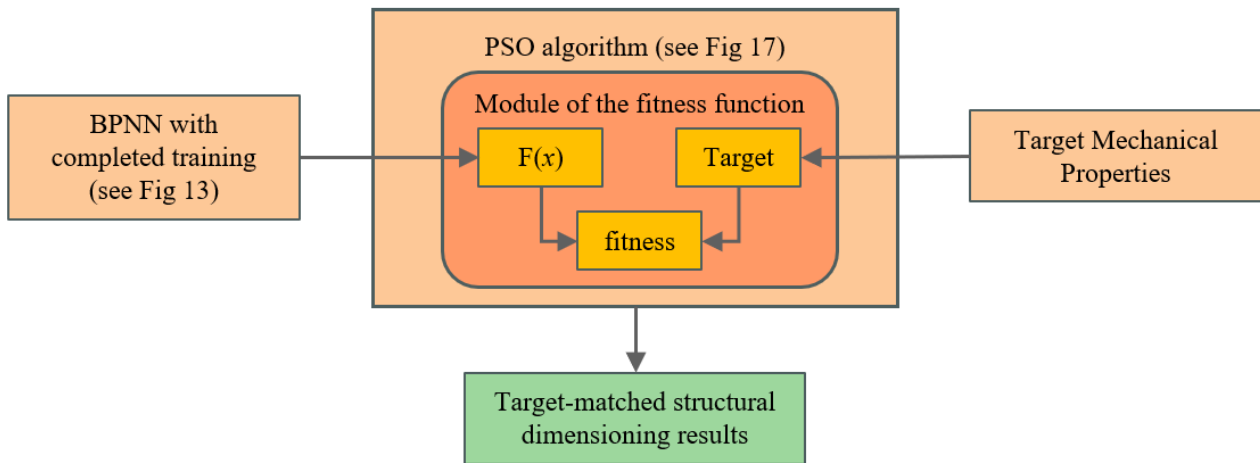 PSO algorithm (see Fig 17)
Module of the fitness function
BPNN with
completed training
(see Fig 13)
F(x)
Target
Target Mechanical
Properties
fitness
Target-matched structural
dimensioning results